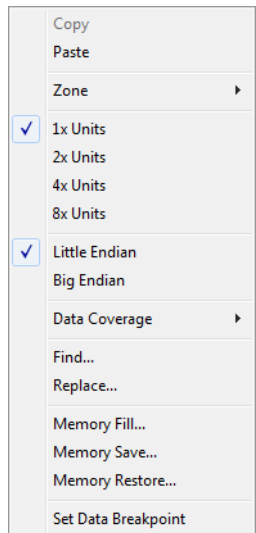 Copy
Paste
Zone
1x Units
2x Units
4x Units
8x Units
Little Endian
Big Endian
Data Coverage
Find...
Replace...
Memory Fill...
Memory Save...
Memory Restore...
Set Data Breakpoint